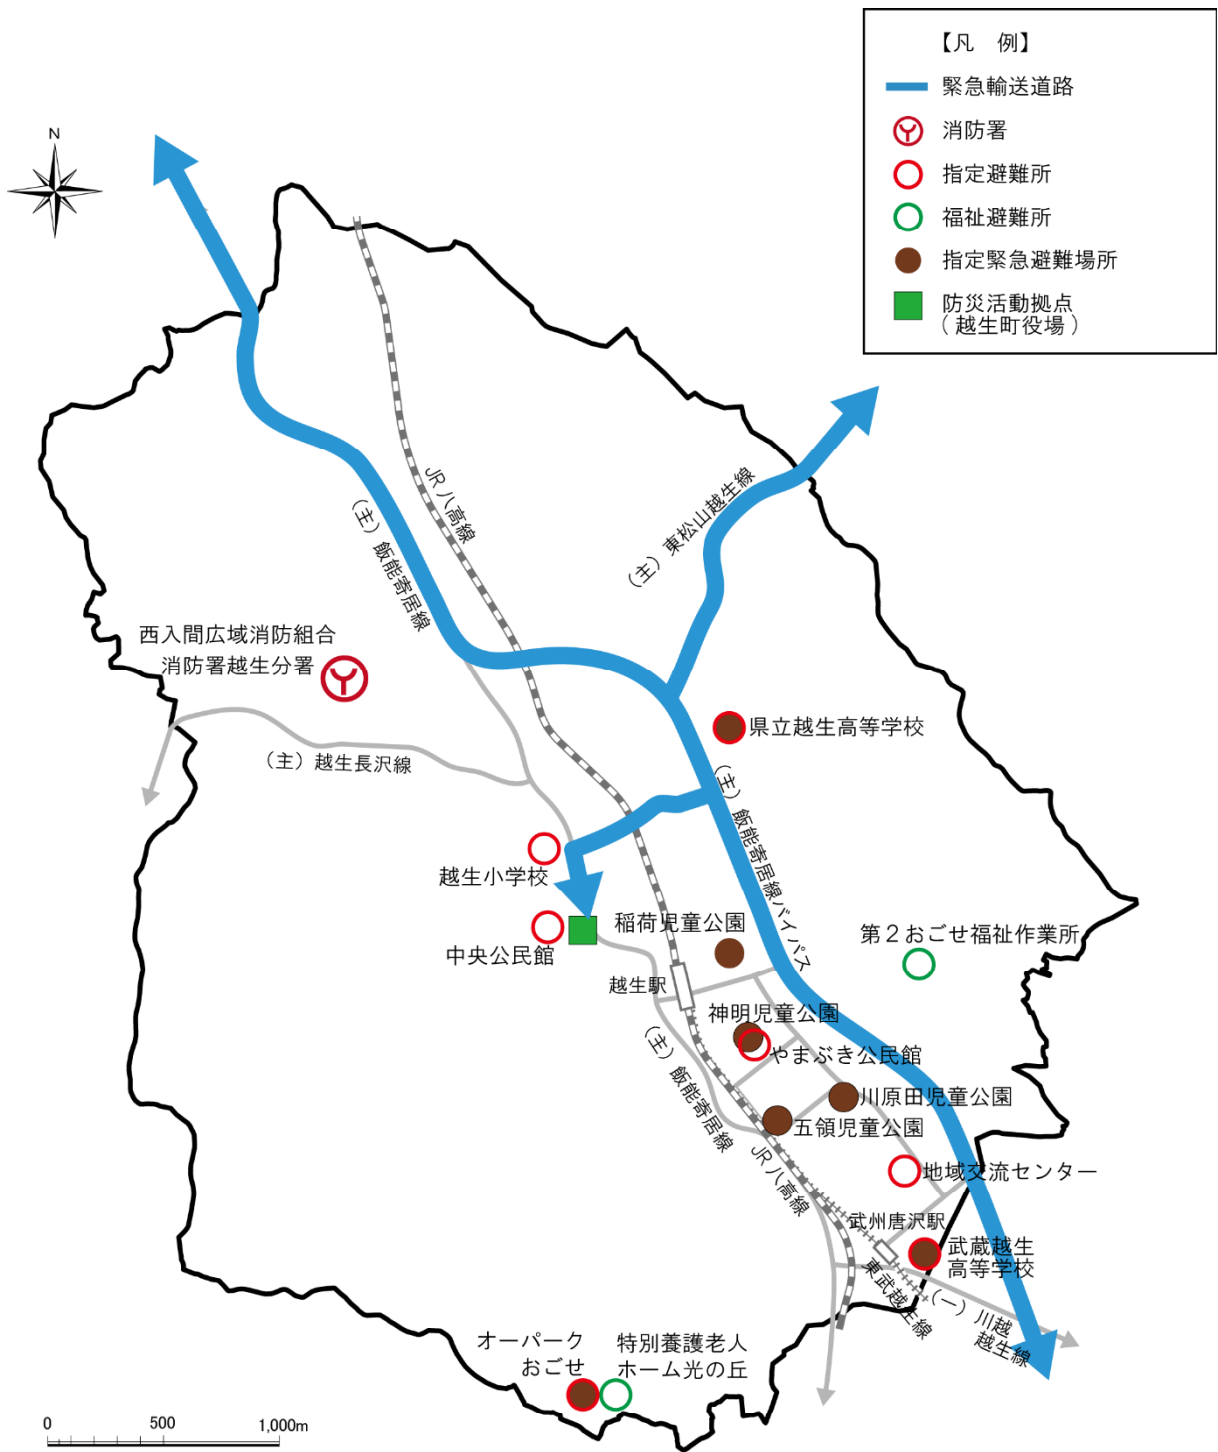 【凡　例】
緊急輸送道路
消防署
指定避難所
福祉避難所
指定緊急避難場所
防災活動拠点
（越生町役場）
N
JR 八高線
（主）飯能寄居線
（主）東松山越生線
西入間広域消防組合
消防署越生分署
（主）越生長沢線
県立越生高等学校
（主）飯能寄居線バイパス
越生小学校
中央公民館
稲荷児童公園
越生駅
第２おごせ福祉作業所
神明児童公園
やまぶき公民館
（主）飯能寄居線
川原田児童公園
五領児童公園
JR 八高線
地域交流センター
武州唐沢駅
武蔵越生
高等学校
東武越生線
（一）川越
越生線
オーパーク
おごせ
特別養護老人
ホーム光の丘
0 500 1,000m